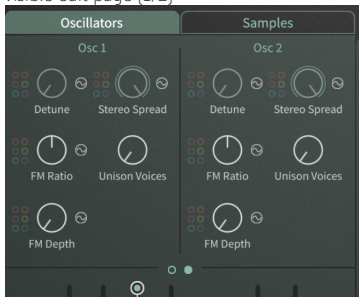 Oscillators Samples
Osc 1 Osc 2
Detune Stereo Spread Detune Stereo Spread
FM Ratio Unison Voices FM Ratio Unison Voices
FM Depth FM Depth